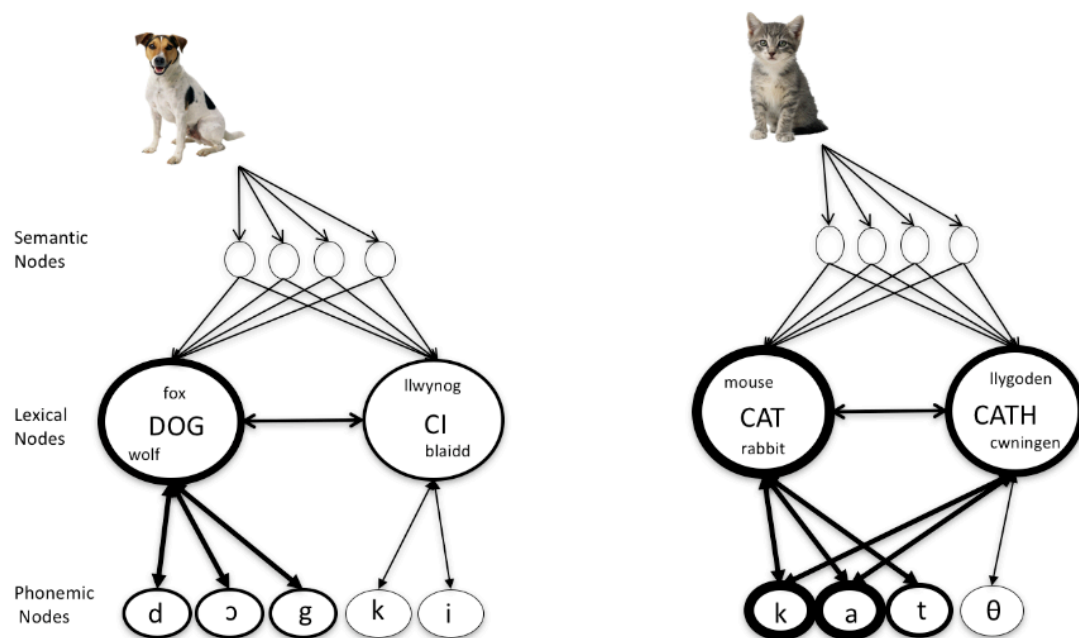 Semantic
Nodes
fox
DOG
wolf
llwynog
CI
blaidd
mouse
CAT
rabbit
llygoden
CATH
cwningen
Lexical
Nodes
Phonemic
Nodes
d ɔ g k i
k a t θ